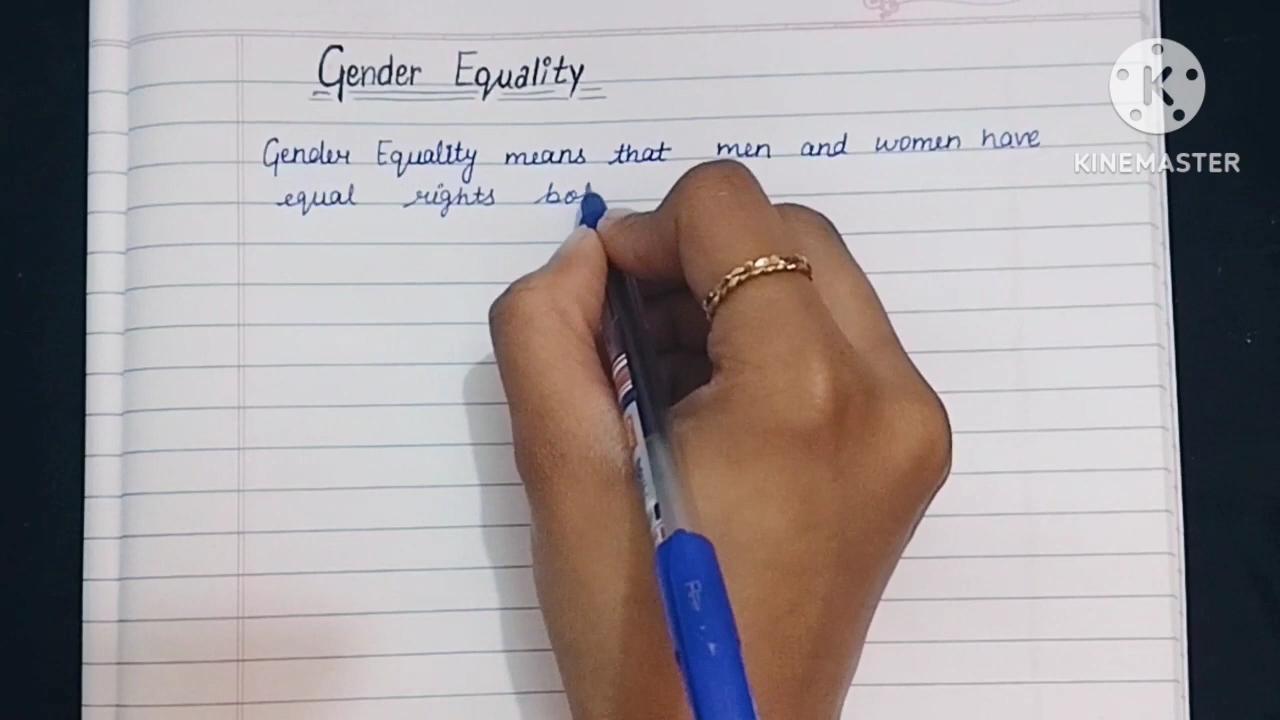 Gender Equality
Gender Equality means that men and women have
equal rights
KINEMASTER